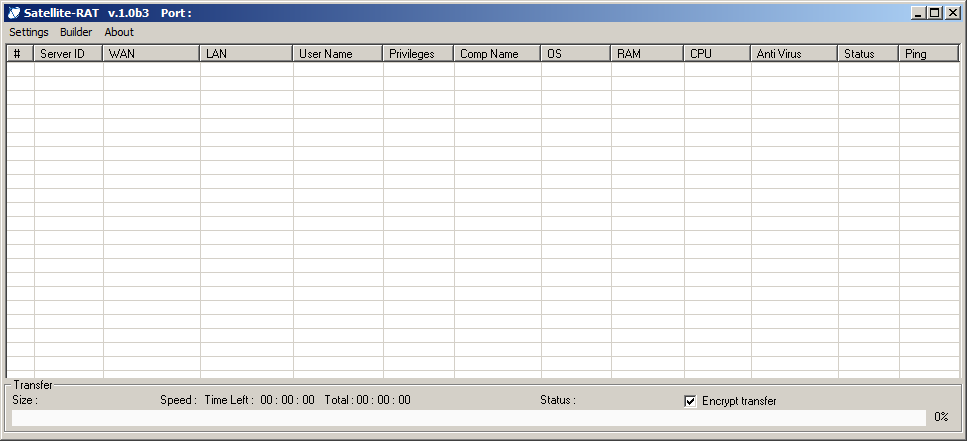 Satellite-RAT v.1.0b3 Port :
Settings Builder About
# Server ID WAN LAN User Name Privileges Comp Name OS RAM CPU Anti Virus Status Ping
Transfer
Size : Speed : Time Left : 00 : 00 : 00 Total : 00 : 00 : 00 Status : Encrypt transfer
0%